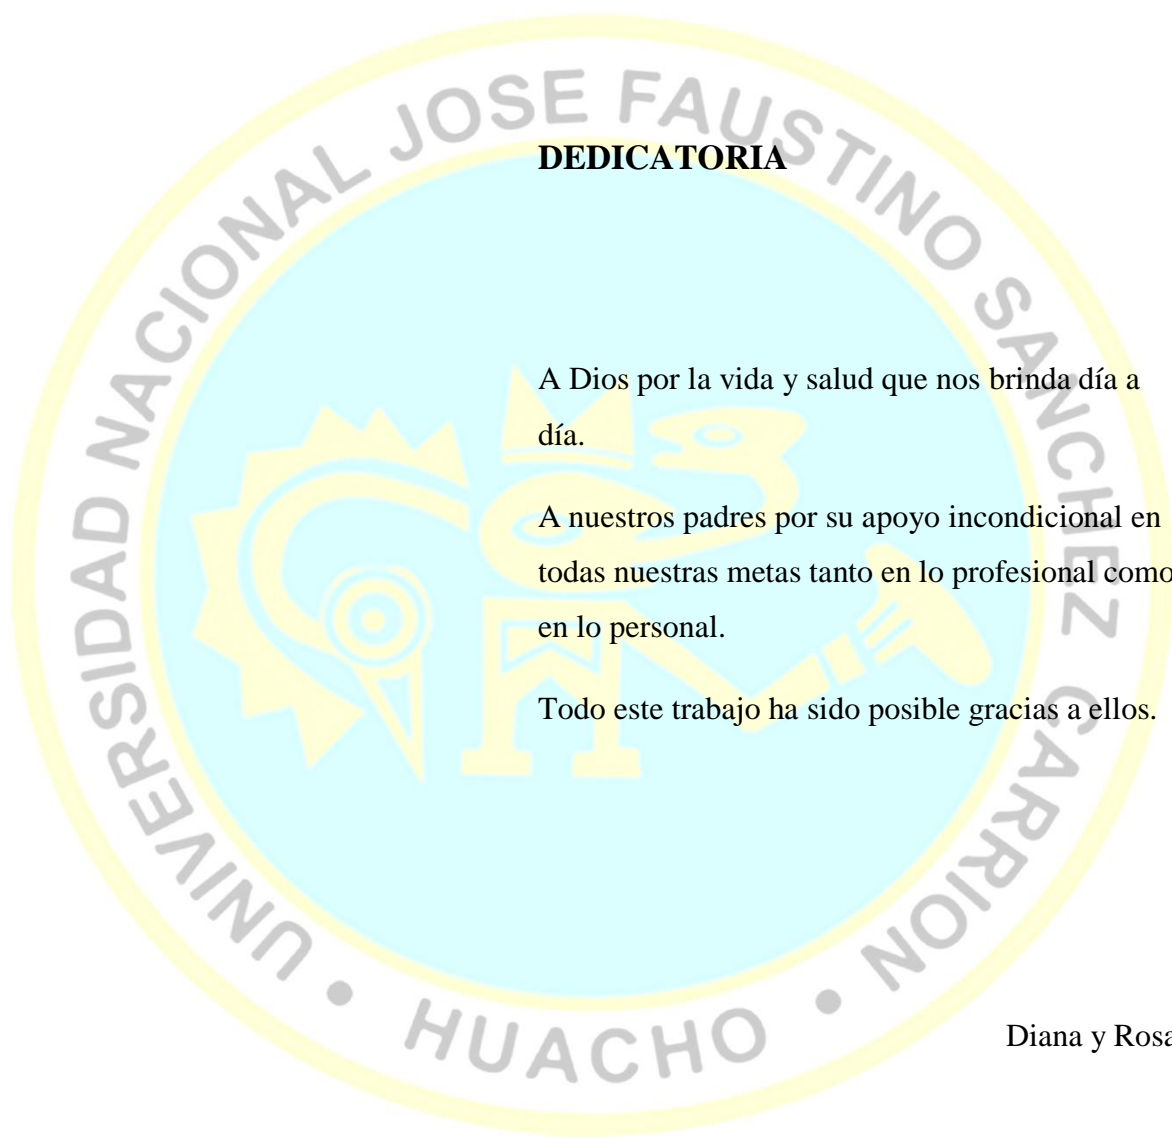 UNIVERSIDAD NACIONAL JOSE FAUSTINO SANCHEZ CARRION
• HUACHO •
DEDICATORIA
A Dios por la vida y salud que nos brinda día a
día.
A nuestros padres por su apoyo incondicional en
todas nuestras metas tanto en lo profesional como
en lo personal.
Todo este trabajo ha sido posible gracias a ellos.
Diana y Rosa